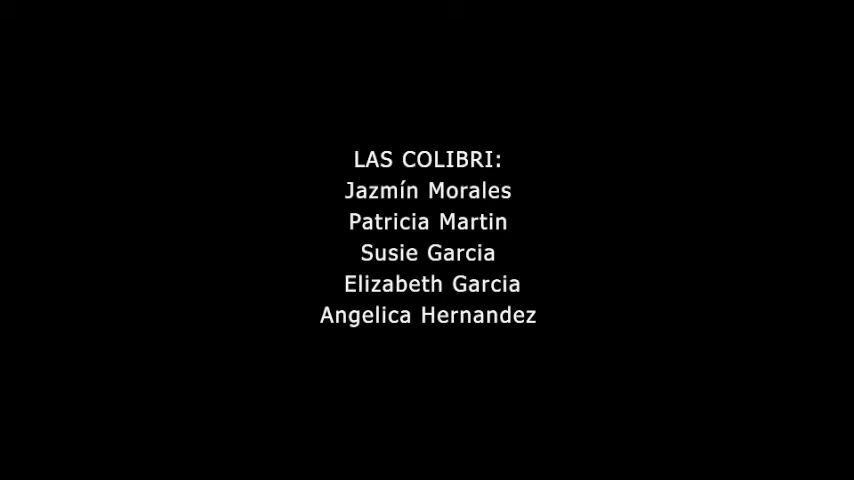 LAS COLIBRI:
Jazmín Morales
Patricia Martin
Susie Garcia
Elizabeth Garcia
Angelica Hernandez